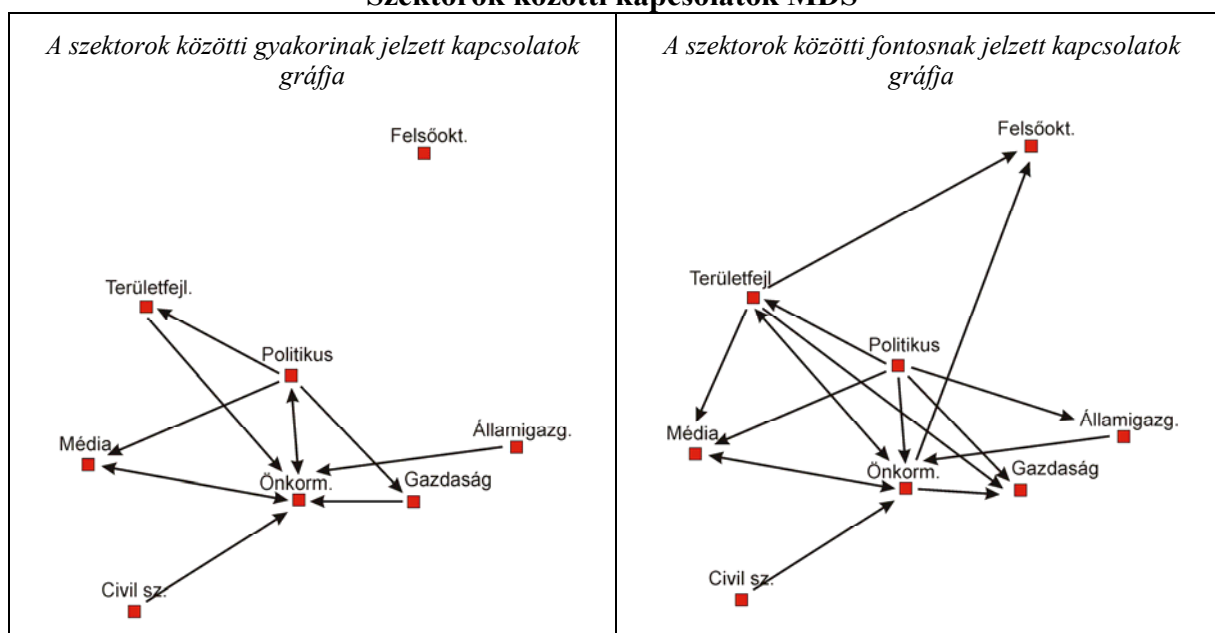 Szektorok közötti kapcsolatok MDS
A szektorok közötti gyakorinak jelzett kapcsolatok
gráfja
Felsőokt.
Területfejl.
Politikus
Média
Államigazg.
Önkorm.
Gazdaság
Civil sz.
A szektorok közötti fontosnak jelzett kapcsolatok
gráfja
Felsőokt.
Területfejl
Politikus
Média
Államigazg.
Önkorm.
Gazdaság
Civil sz.